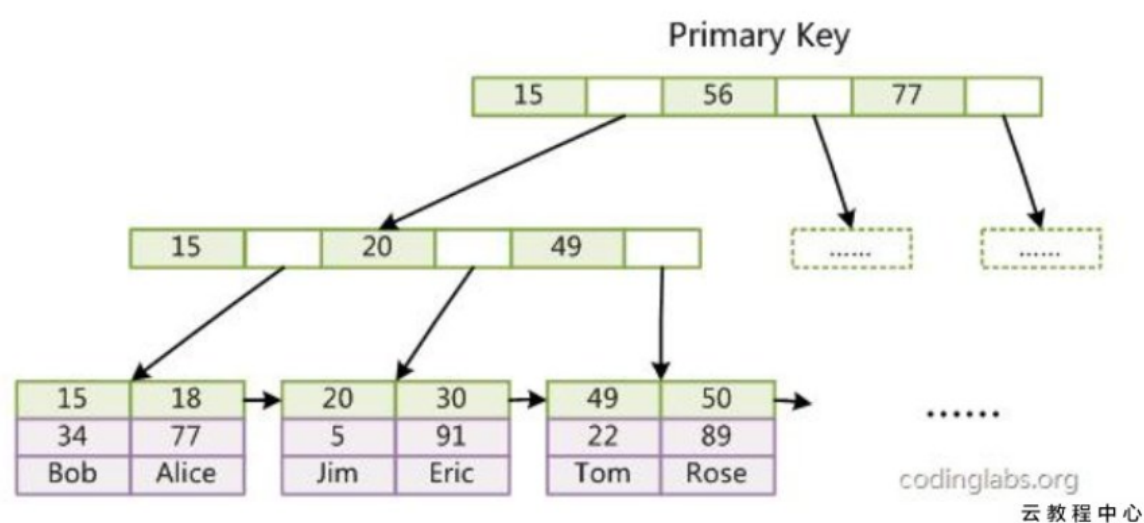 Primary Key
15 56 77
15 20 49
...... ......
15 18 20 30 49 50
34 77 5 91 22 89
......
Bob Alice Jim Eric Tom Rose
codinglabs.org
云教程中心